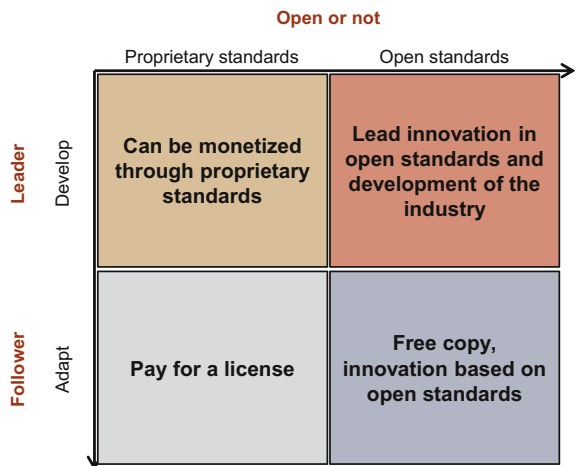 Open or not
Proprietary standards
Open standards
Leader
Develop
Can be monetized
through proprietary
standards
Lead innovation in
open standards and
development of the
industry
Follower
Adapt
Pay for a license
Free copy,
innovation based on
open standards